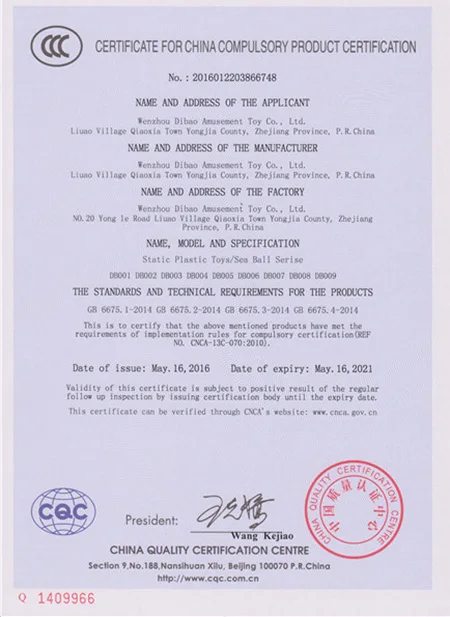 CCC
CERTIFICATE FOR CHINA COMPULSORY PRODUCT CERTIFICATION
No.: 2016012203866748
NAME AND ADDRESS OF THE APPLICANT
Wenzhou Dibao Amusement Toy Co., Ltd.
Liuao Village Qiaoxia Town Yongjia County, Zhejiang Province, P.R.China
NAME AND ADDRESS OF THE MANUFACTURER
Wenzhou Dibao Amusement Toy Co., Ltd.
Liuao Village Qiaoxia Town Yongjia County, Zhejiang Province, P.R.China
NAME AND ADDRESS OF THE FACTORY
Wenzhou Dibao Amusement Toy Co., Ltd.
NO.20 Yong le Road Liuao Village Qiaoxia Town Yongjia County, Zhejiang
Province, P.R.China
NAME, MODEL AND SPECIFICATION
Static Plastic Toys/Sea Ball Serise
DB001 DB002 DB003 DB004 DB005 DB006 DB007 DB008 DB009
THE STANDARDS AND TECHNICAL REQUIREMENTS FOR THE PRODUCTS
GB 6675.1-2014 GB 6675.2-2014 GB 6675.3-2014 GB 6675.4-2014
This is to certify that the above mentioned products have met the
requirements of implementation rules for compulsory certification(REF
NO. CNCA-13C-070:2010).
Date of issue: May.16,2016 Date of expiry: May.16,2021
Validity of this certificate is subject to positive result of the regular
follow up inspection by issuing certification body until the expiry date.
This certificate can be verified through CNCA's website: www.cnca.gov.cn
CQC
President:
Wang Kejiao
CHINA QUALITY CERTIFICATION CENTRE
中国质量认证中心
CHINA QUALITY CERTIFICATION CENTRE
Section 9,No.188,Nansihuan Xilu, Beijing 100070 P.R.China
http://www.cqc.com.cn
Q 1409966